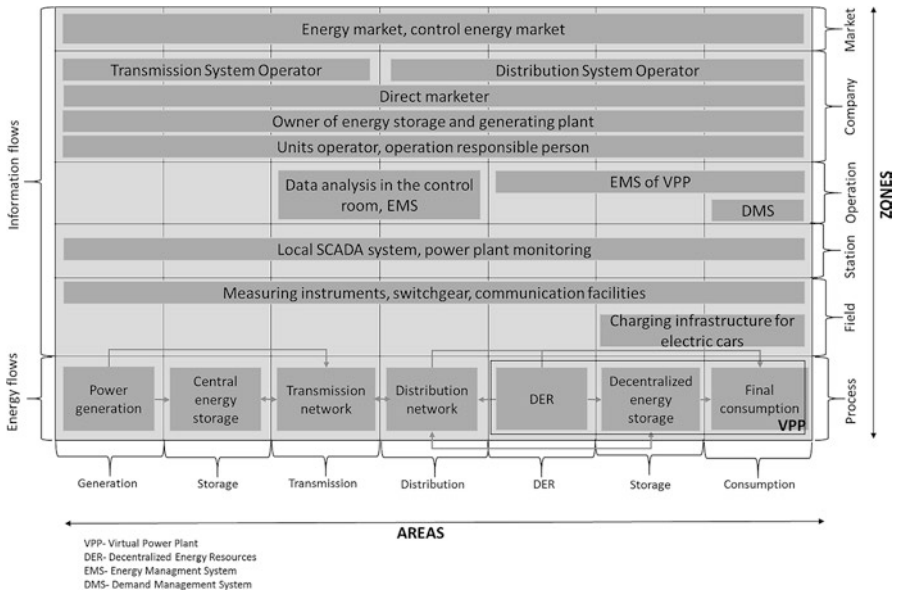 Energy market, control energy market
Market
Transmission System Operator
Distribution System Operator
Direct marketer
Owner of energy storage and generating plant
Units operator, operation responsible person
Company
Information flows
Data analysis in the control
room, EMS
EMS of VPP
DMS
Operation
ZONES
Local SCADA system, power plant monitoring
Station
Measuring instruments, switchgear, communication facilities
Charging infrastructure for
electric cars
Field
Energy flows
Power
generation
Central
energy
storage
Transmission
network
Distribution
network
DER
Decentralized
energy
storage
Final
consumption
VPP
Process
Generation
Storage
Transmission
Distribution
DER
Storage
Consumption
AREAS
VPP- Virtual Power Plant
DER- Decentralized Energy Resources
EMS- Energy Managment System
DMS- Demand Management System